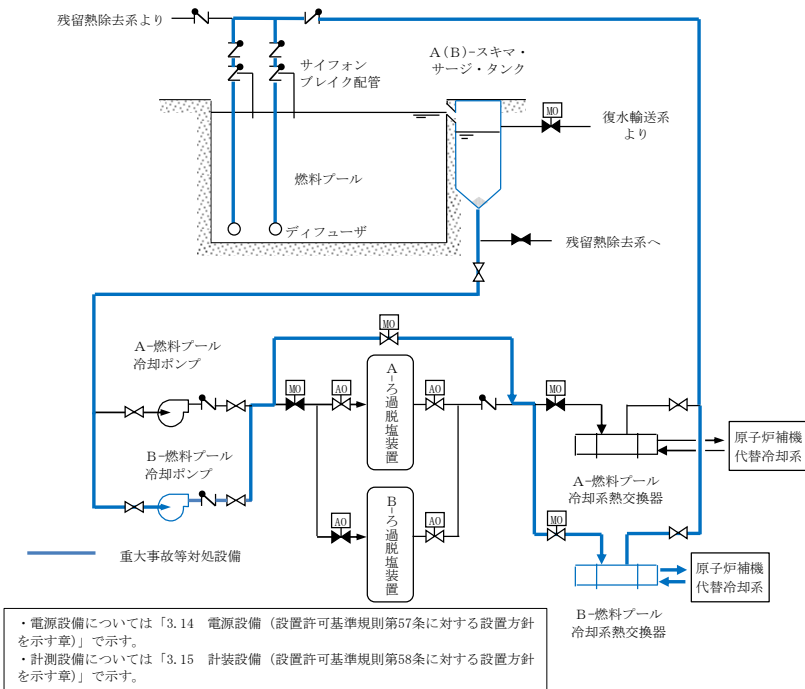 残留熱除去系より
サイフォン
ブレイク配管
A(B)-スキマ・
サージ・タンク
MO
復水輸送系
より
燃料プール
ディフューザ
残留熱除去系へ
MO
A-燃料プール
冷却ポンプ
MO
AO
A-ろ過脱塩装置
AO
MO
原子炉補機
代替冷却系
B-燃料プール
冷却ポンプ
A-燃料プール
冷却系熱交換器
AO
B-ろ過脱塩装置
AO
MO
重大事故等対処設備
原子炉補機
代替冷却系
B-燃料プール
冷却系熱交換器
・電源設備については「3.14 電源設備(設置許可基準規則第57条に対する設置方針
を示す章)」で示す。
・計測設備については「3.15 計装設備(設置許可基準規則第58条に対する設置方針
を示す章)」で示す。